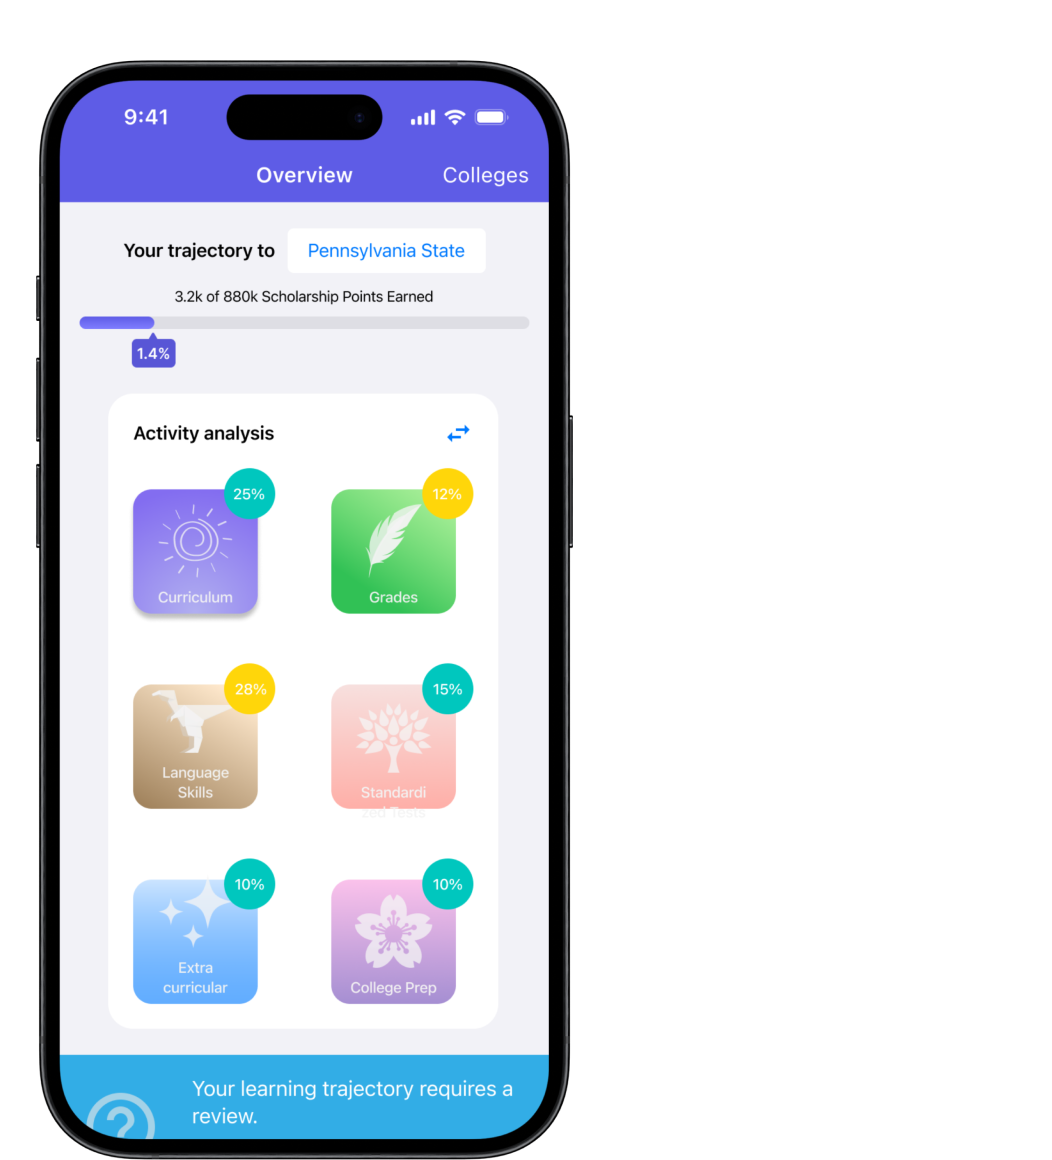 9:41
Overview Colleges
Your trajectory to Pennsylvania State
3.2k of 880k Scholarship Points Earned
1.4%
Activity analysis
25%
Curriculum
12%
Grades
28%
Language
Skills
15%
Standardi
zed Tests
10%
Extra
curricular
10%
College Prep
Your learning trajectory requires a
review.